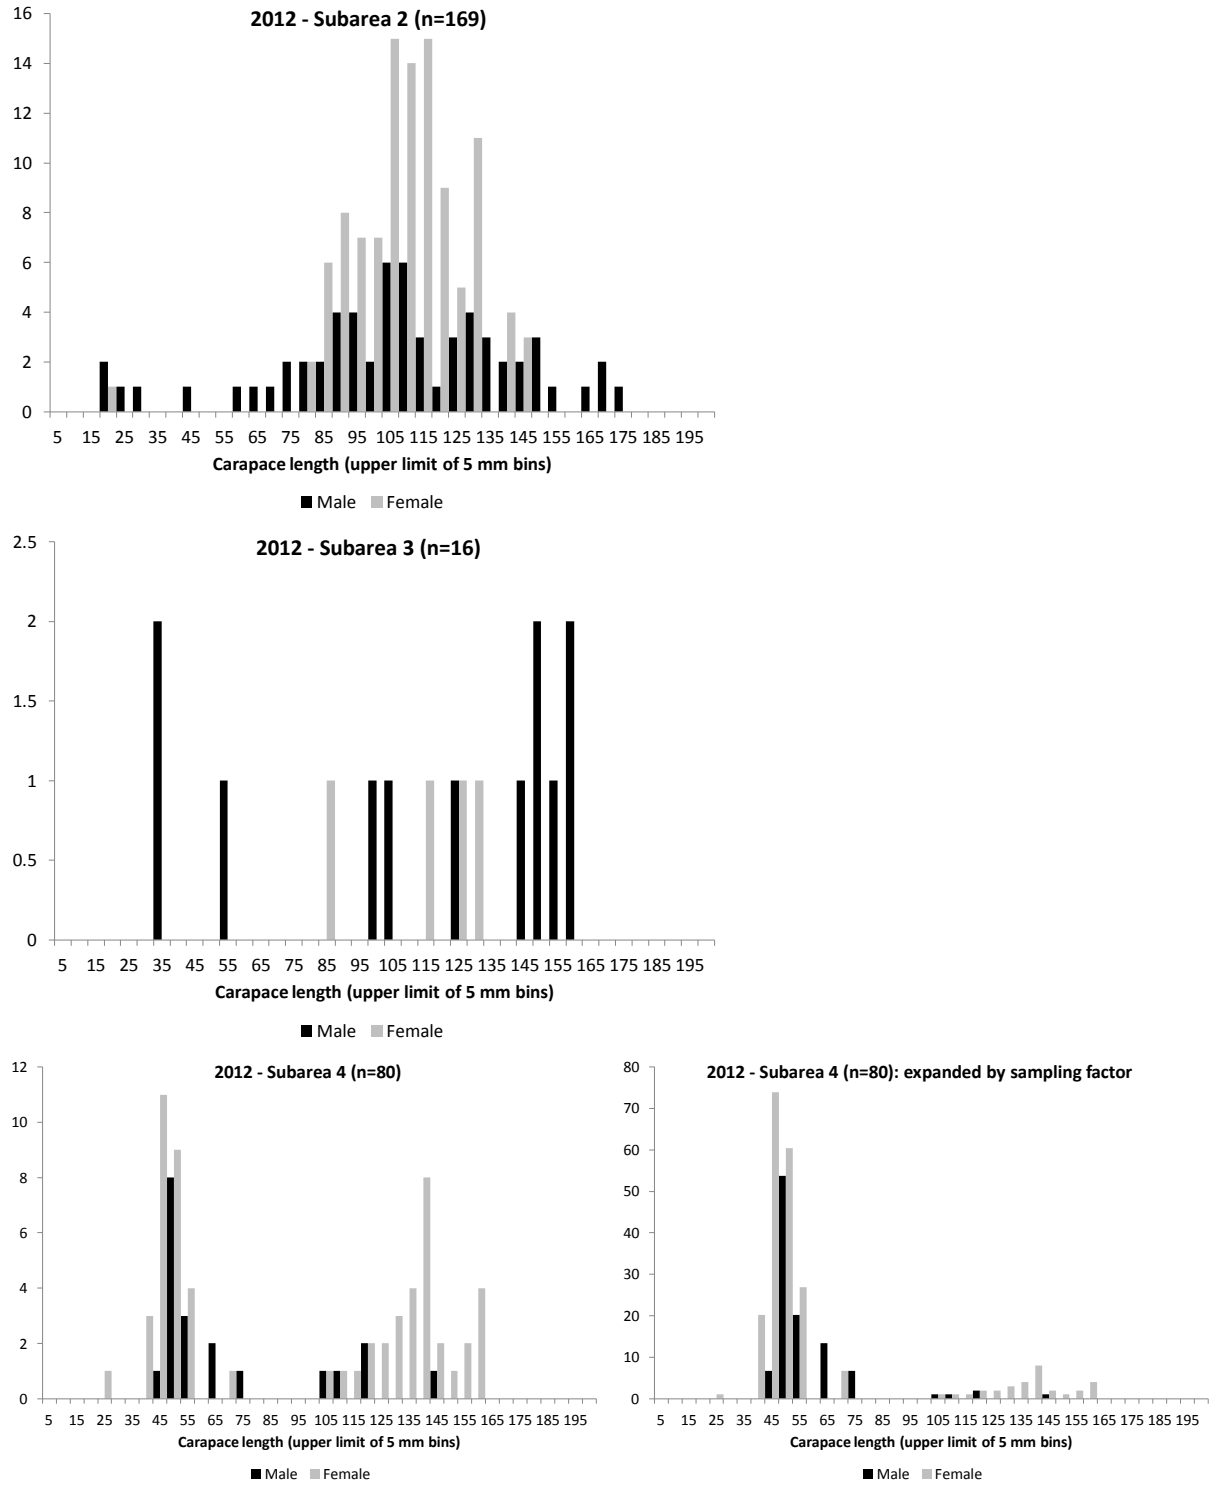 2012 - Subarea 2 (n=169)
16
14
12
10
8
6
4
2
0
5 15 25 35 45 55 65 75 85 95 105 115 125 135 145 155 165 175 185 195
Carapace length (upper limit of 5 mm bins)
Male Female
2012 - Subarea 3 (n=16)
2.5
2
1.5
1
0.5
0
5 15 25 35 45 55 65 75 85 95 105 115 125 135 145 155 165 175 185 195
Carapace length (upper limit of 5 mm bins)
Male Female
2012 - Subarea 4 (n=80)
12
10
8
6
4
2
0
5 15 25 35 45 55 65 75 85 95 105 115 125 135 145 155 165 175 185 195
Carapace length (upper limit of 5 mm bins)
Male Female
2012 - Subarea 4 (n=80): expanded by sampling factor
80
70
60
50
40
30
20
10
0
5 15 25 35 45 55 65 75 85 95 105 115 125 135 145 155 165 175 185 195
Carapace length (upper limit of 5 mm bins)
Male Female